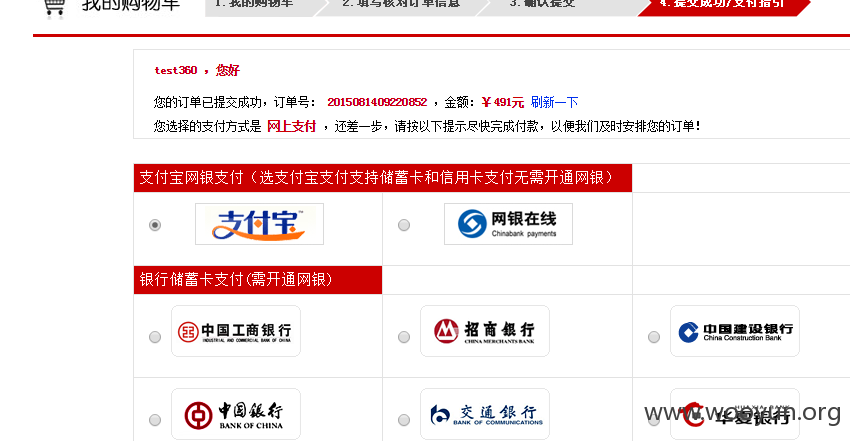 我的购物车
1.我的购物车 2.填写核对订单信息 3.确认提交 4.提交成功/支付指引
test360 ，您好
您的订单已提交成功，订单号： 2015081409220852 ，金额：￥491元 刷新一下
您选择的支付方式是 网上支付 ，还差一步，请按以下提示尽快完成付款，以便我们及时安排您的订单！
支付宝网银支付（选支付宝支付支持储蓄卡和信用卡支付无需开通网银）
支付宝™ 网银在线
Chinabank payments
银行储蓄卡支付(需开通网银)
中国工商银行 招商银行 中国建设银行
INDUSTRIAL AND COMMERCIAL BANK OF CHINA CHINA MERCHANTS BANK China Construction Bank
中国银行 交通银行 华夏银行
BANK OF CHINA BANK OF COMMUNICATIONS
www.wooyun.org